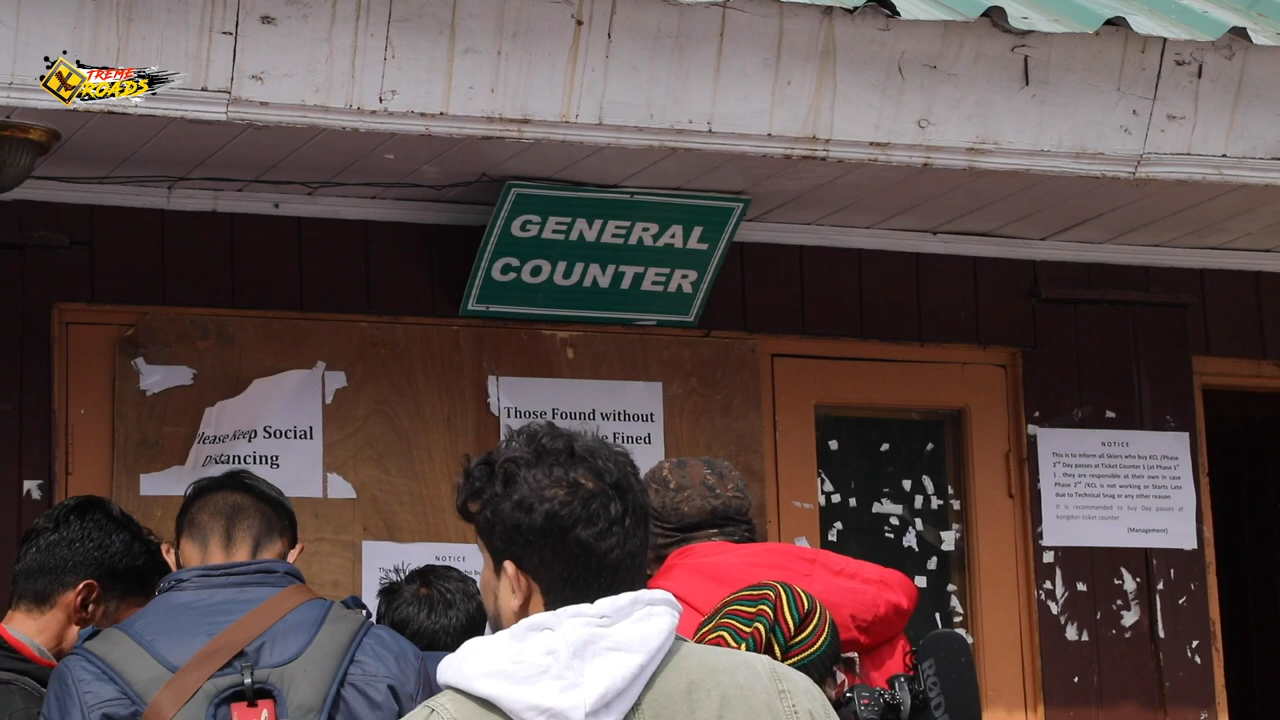 XTREME
ROADS
GENERAL
COUNTER
Please Keep Social
Distancing
Those Found without
be Fined
NOTICE
NOTICE
This is to inform all Skiers who buy KCL /Phase
2nd Day passes at Ticket Counter 1 (at Phase 1st
) . they are responsible at their own in case
Phase 2nd /KCL is not working or Starts Late
due to Technical Snag or any other reason.
It is recommended to buy Day passes at
kongdori ticket counter
(Management)
RØDE